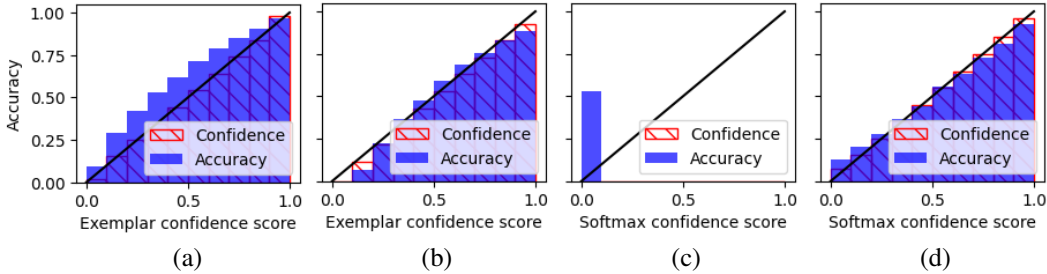 Accuracy
1.00
0.75
0.50
0.25
0.00
Confidence
Accuracy
0.0 0.5 1.0
Exemplar confidence score
(a)
Confidence
Accuracy
0.0 0.5 1.0
Exemplar confidence score
(b)
Confidence
Accuracy
0.0 0.5 1.0
Softmax confidence score
(c)
Confidence
Accuracy
0.0 0.5 1.0
Softmax confidence score
(d)